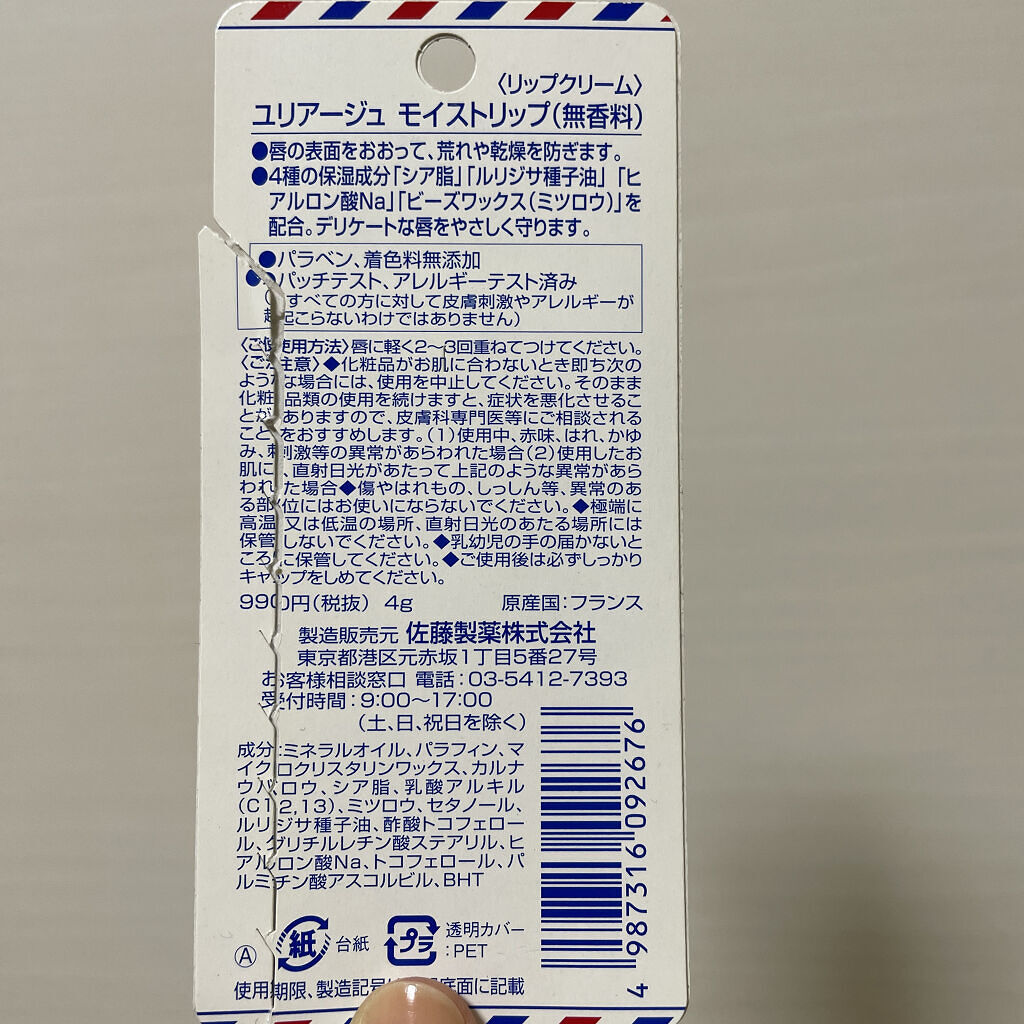 〈リップクリーム〉
ユリアージュ モイストリップ(無香料)
●唇の表面をおおって、荒れや乾燥を防ぎます。
●4種の保湿成分「シア脂」「ルリジサ種子油」「ヒ
アルロン酸Na」「ビーズワックス(ミツロウ)」を
配合。デリケートな唇をやさしく守ります。
●パラベン、着色料無添加
●パッチテスト、アレルギーテスト済み
(すべての方に対して皮膚刺激やアレルギーが
起こらないわけではありません)
〈ご使用方法〉唇に軽く2〜3回重ねてつけてください。
〈ご注意〉◆化粧品がお肌に合わないとき即ち次の
ような場合には、使用を中止してください。そのまま
化粧品類の使用を続けますと、症状を悪化させるこ
とがありますので、皮膚科専門医等にご相談される
ことをおすすめします。(1)使用中、赤味、はれ、かゆ
み、刺激等の異常があらわれた場合(2)使用したお
肌に、直射日光があたって上記のような異常があら
われた場合◆傷やはれもの、しっしん等、異常のあ
る部位にはお使いにならないでください。◆極端に
高温又は低温の場所、直射日光のあたる場所には
保管しないでください。◆乳幼児の手の届かないと
ころに保管してください。◆ご使用後は必ずしっかり
キャップをしめてください。
990円(税抜) 4g 原産国:フランス
製造販売元 佐藤製薬株式会社
東京都港区元赤坂1丁目5番27号
お客様相談窓口 電話:03-5412-7393
受付時間:9:00〜17:00
(土、日、祝日を除く)
成分:ミネラルオイル、パラフィン、マ
イクロクリスタリンワックス、カルナ
ウバロウ、シア脂、乳酸アルキル
(C12,13)、ミツロウ、セタノール、
ルリジサ種子油、酢酸トコフェロー
ル、グリチルレチン酸ステアリル、ヒ
アルロン酸Na、トコフェロール、パ
ルミチン酸アスコルビル、BHT
4 987316 092676
Ⓐ 紙 台紙 プラ 透明カバー
:PET
使用期限、製造記号 底面に記載